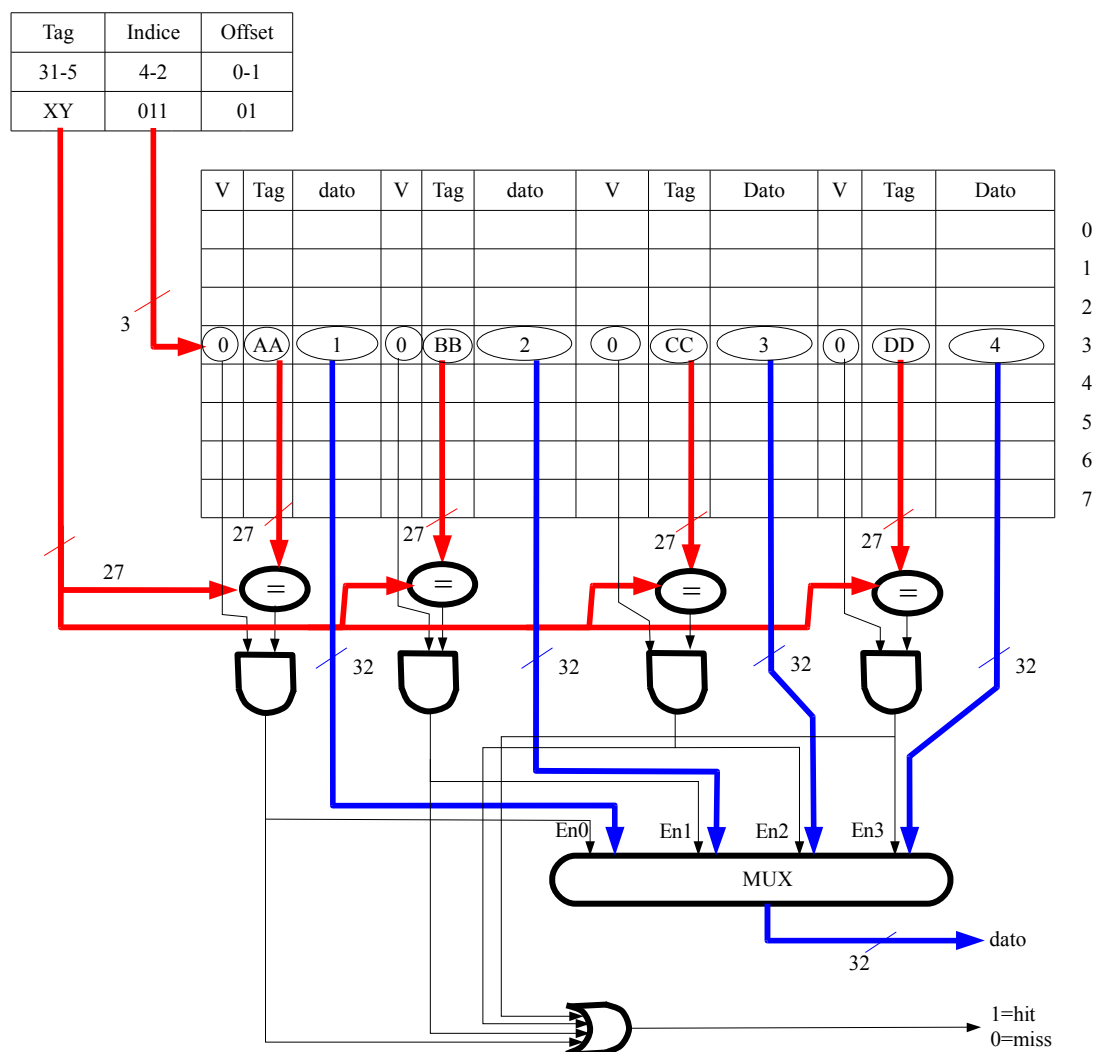 Tag Indice Offset
31-5 4-2 0-1
XY 011 01
V Tag dato V Tag dato V Tag Dato V Tag Dato
0
1
2
3
0 AA 1 0 BB 2 0 CC 3 0 DD 4 3
4
5
6
7
27 27 27 27
27
= = = =
32 32 32 32
En0 En1 En2 En3
MUX
dato
32
1=hit
0=miss